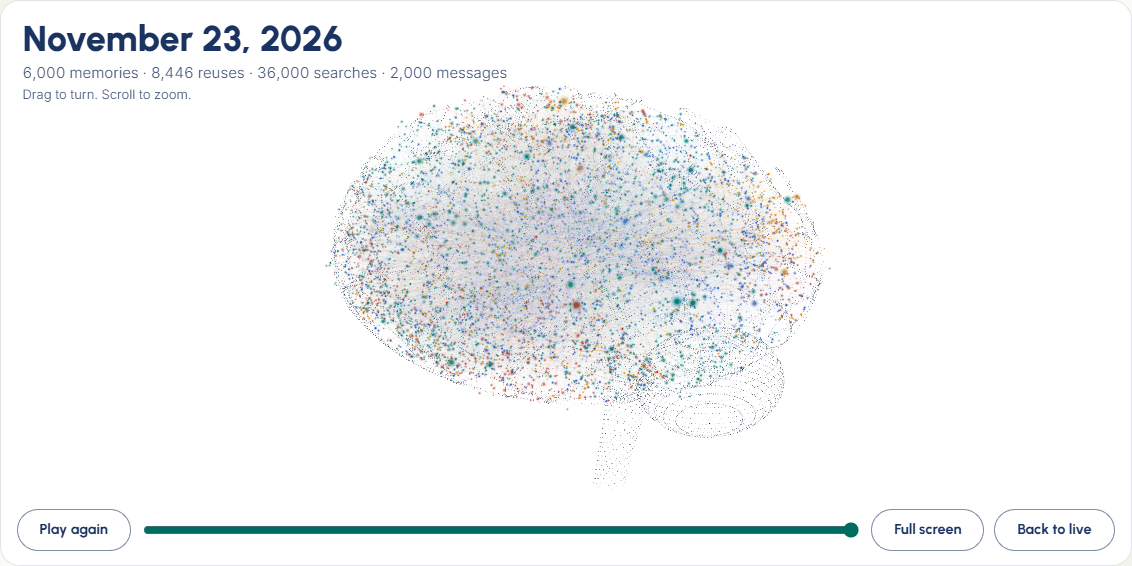 November 23, 2026
6,000 memories · 8,446 reuses · 36,000 searches · 2,000 messages
Drag to turn. Scroll to zoom.
Play again
Full screen
Back to live